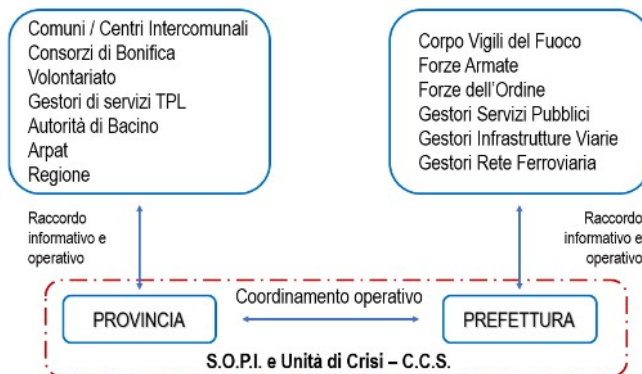 Comuni / Centri Intercomunali
Consorzi di Bonifica
Volontariato
Gestori di servizi TPL
Autorità di Bacino
Arpat
Regione
Corpo Vigili del Fuoco
Forze Armate
Forze dell'Ordine
Gestori Servizi Pubblici
Gestori Infrastrutture Viarie
Gestori Rete Ferroviaria
Raccordo
informativo e
operativo
Raccordo
informativo e
operativo
PROVINCIA
Coordinamento operativo
PREFETTURA
S.O.P.I. e Unità di Crisi – C.C.S.